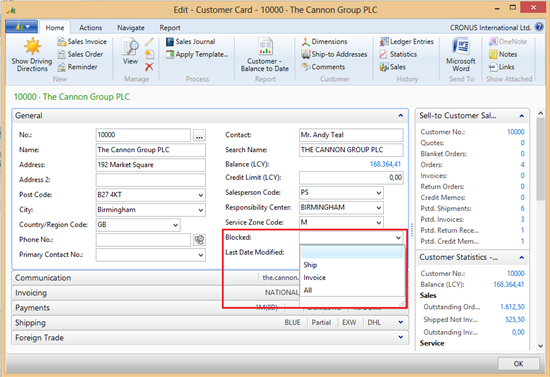 Edit - Customer Card - 10000 - The Cannon Group PLC
Home Actions Navigate Report CRONUS International Ltd.
Show Driving Directions
Sales Invoice
Sales Order
Reminder
New
View
Manage
Sales Journal
Apply Template...
Process
Customer - Balance to Date
Report
Dimensions
Ship-to Addresses
Comments
Customer
Ledger Entries
Statistics
Sales
History
Microsoft Word
Send To
OneNote
Notes
Links
Show Attached
10000 · The Cannon Group PLC
General
No.: 10000
Name: The Cannon Group PLC
Address: 192 Market Square
Address 2:
Post Code: B27 4KT
City: Birmingham
Country/Region Code: GB
Phone No.:
Primary Contact No.:
Contact: Mr. Andy Teal
Search Name: THE CANNON GROUP PLC
Balance (LCY): 168.364,41
Credit Limit (LCY): 0,00
Salesperson Code: PS
Responsibility Center: BIRMINGHAM
Service Zone Code: M
Blocked:
Last Date Modified:
Ship
Invoice
All
Communication the.cannon.
Invoicing NATIONAL
Payments
Shipping BLUE Partial EXW DHL
Foreign Trade
Sell-to Customer Sal...
Customer No.: 10000
Quotes: 0
Blanket Orders: 0
Orders: 4
Invoices: 0
Return Orders: 0
Credit Memos: 0
Pstd. Shipments: 6
Pstd. Invoices: 3
Pstd. Return Rece... 0
Pstd. Credit Mem... 0
Customer Statistics -...
Customer No.: 10000
Balance (LCY): 168.364,41
Sales
Outstanding Ord... 1.612,50
Shipped Not Inv... 525,50
Outstanding Inv... 0,00
Service
OK